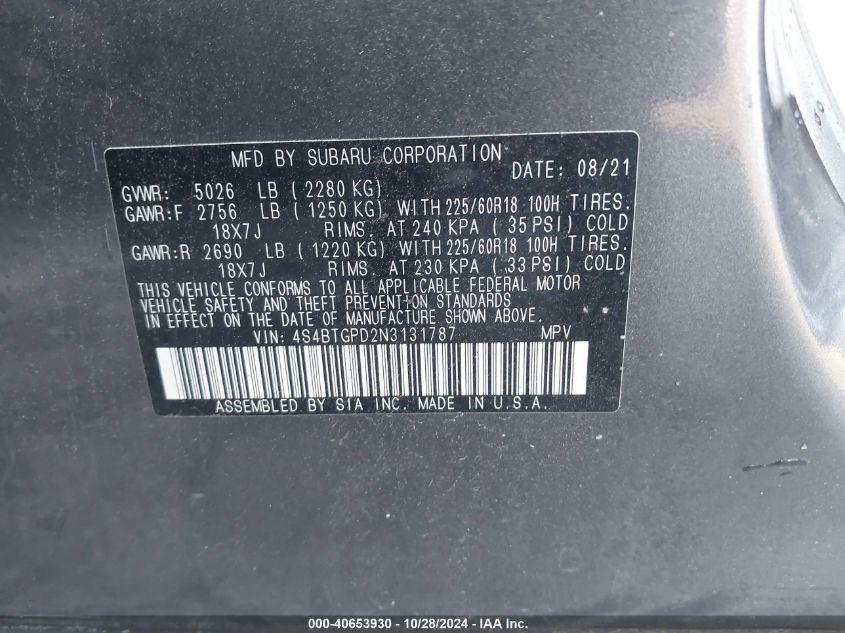 MFD BY SUBARU CORPORATION
DATE: 08/21
GVWR: 5026 LB ( 2280 KG)
GAWR:F 2756 LB ( 1250 KG) WITH 225/60R18 100H TIRES.
18X7J RIMS. AT 240 KPA ( 35 PSI) COLD
GAWR:R 2690 LB ( 1220 KG) WITH 225/60R18 100H TIRES.
18X7J RIMS. AT 230 KPA ( 33 PSI) COLD
THIS VEHICLE CONFORMS TO ALL APPLICABLE FEDERAL MOTOR
VEHICLE SAFETY AND THEFT PREVENTION STANDARDS
IN EFFECT ON THE DATE OF MANUFACTURE SHOWN ABOVE.
VIN: 4S4BTGPD2N3131787 MPV
ASSEMBLED BY SIA INC. MADE IN U.S.A.
000-40653930 - 10/28/2024 - IAA Inc.